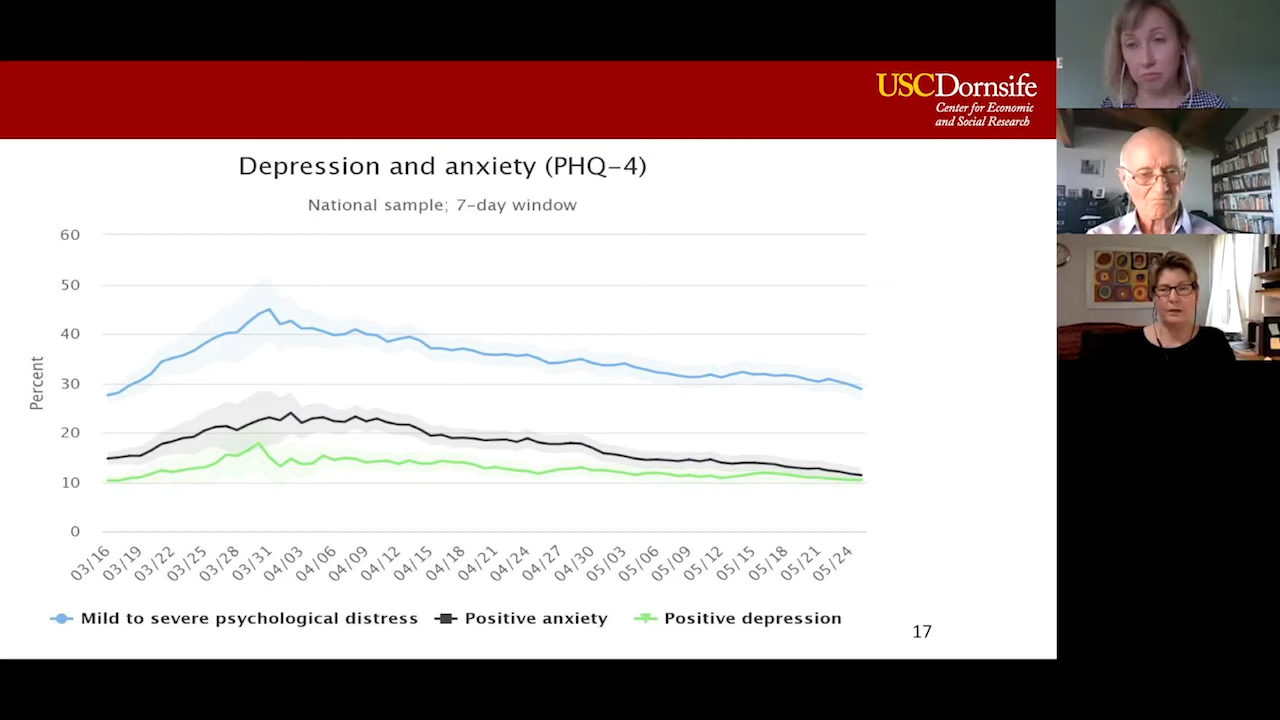 USCDornsife
Center for Economic
and Social Research
Depression and anxiety (PHQ-4)
National sample; 7-day window
60
50
40
30
20
10
0
Percent
03/16 03/19 03/22 03/25 03/28 03/31 04/03 04/06 04/09 04/12 04/15 04/18 04/21 04/24 04/27 04/30 05/03 05/06 05/09 05/12 05/15 05/18 05/21 05/24
Mild to severe psychological distress Positive anxiety Positive depression
17